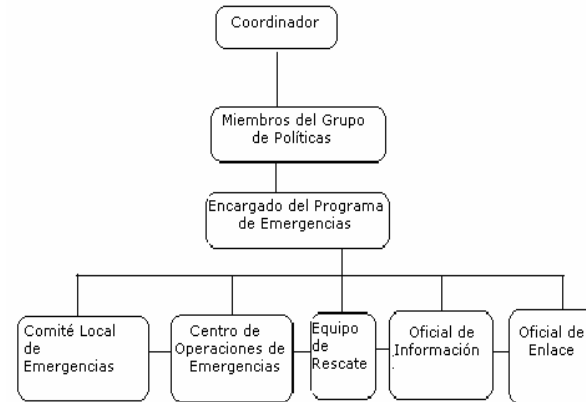 Coordinador
Miembros del Grupo
de Políticas
Encargado del Programa
de Emergencias
Comité Local
de
Emergencias
Centro de
Operaciones de
Emergencias
Equipo
de
Rescate
Oficial de
Información
.
Oficial de
Enlace